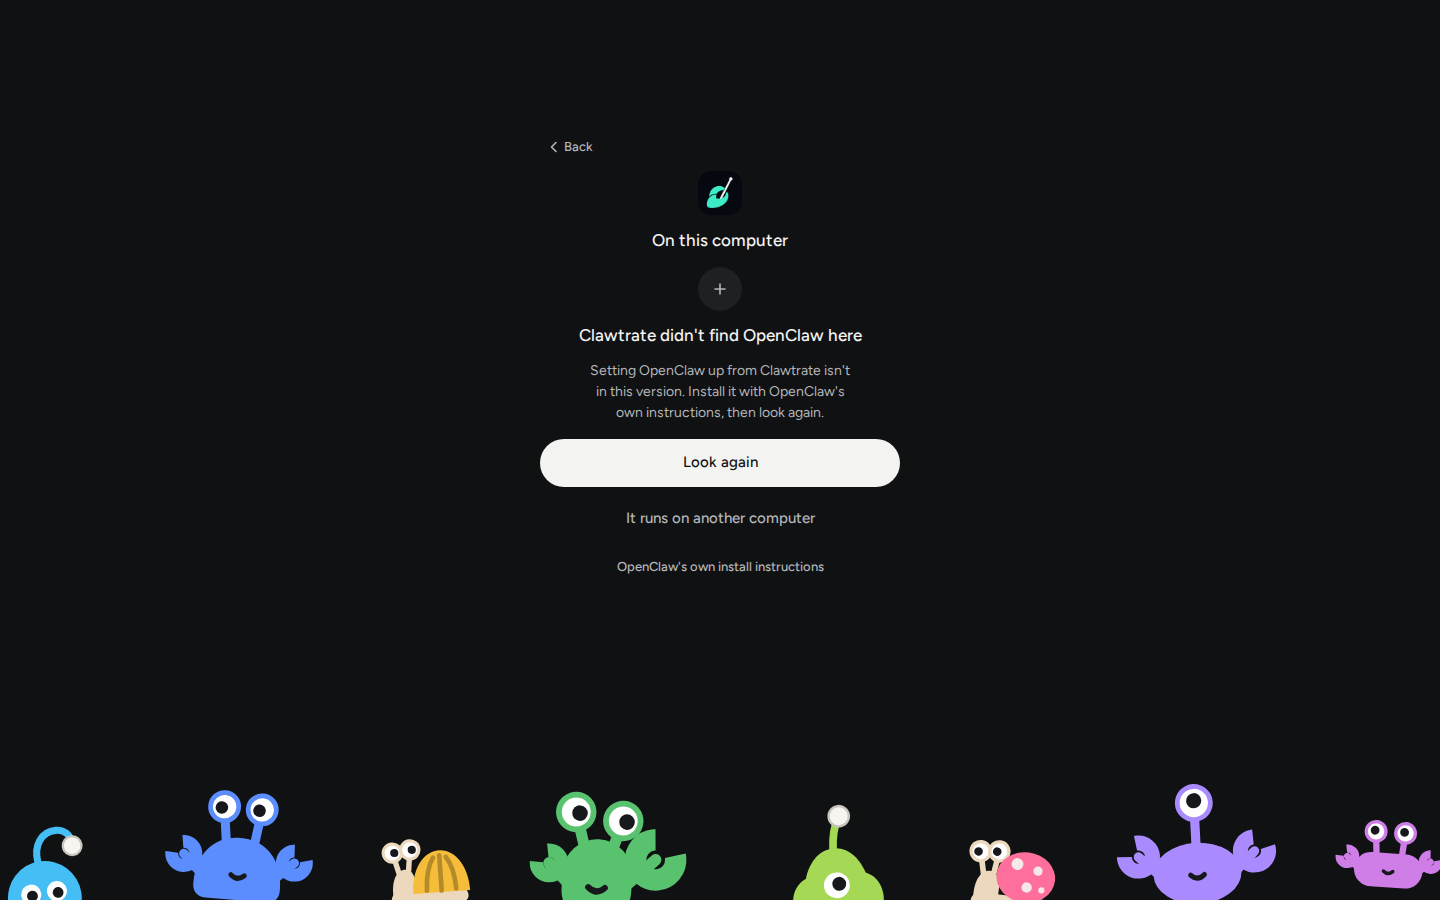 Back
On this computer
Clawtrate didn't find OpenClaw here
Setting OpenClaw up from Clawtrate isn't
in this version. Install it with OpenClaw's
own instructions, then look again.
Look again
It runs on another computer
OpenClaw's own install instructions